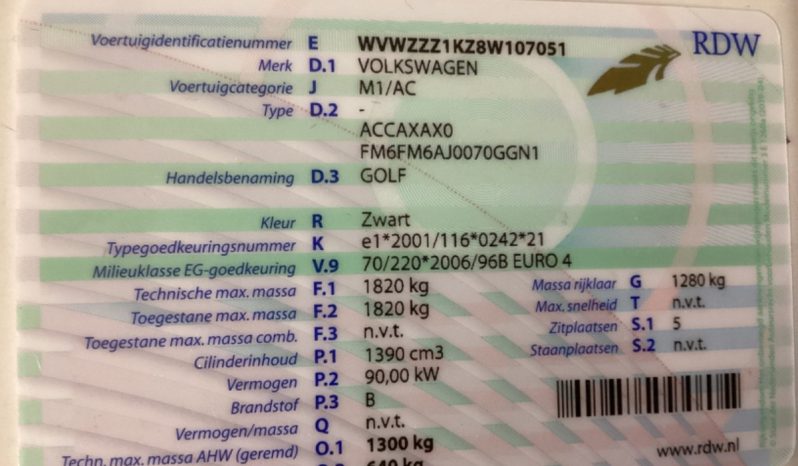 Voertuigidentificatienummer E WVWZZZ1KZ8W107051
RDW
Merk D.1 VOLKSWAGEN
Voertuigcategorie J M1/AC
Type D.2 -
ACCAXAX0
FM6FM6AJ0070GGN1
Handelsbenaming D.3 GOLF
Kleur R Zwart
Typegoedkeuringsnummer K e1*2001/116*0242*21
Milieuklasse EG-goedkeuring V.9 70/220*2006/96B EURO 4
Technische max. massa F.1 1820 kg
Toegestane max. massa F.2 1820 kg
Toegestane max. massa comb. F.3 n.v.t.
Cilinderinhoud P.1 1390 cm3
Vermogen P.2 90,00 kW
Brandstof P.3 B
Vermogen/massa Q n.v.t.
Techn. max. massa AHW (geremd) O.1 1300 kg
640 kg
Massa rijklaar G 1280 kg
Max. snelheid T n.v.t.
Zitplaatsen S.1 5
Staanplaatsen S.2 n.v.t.
www.rdw.nl